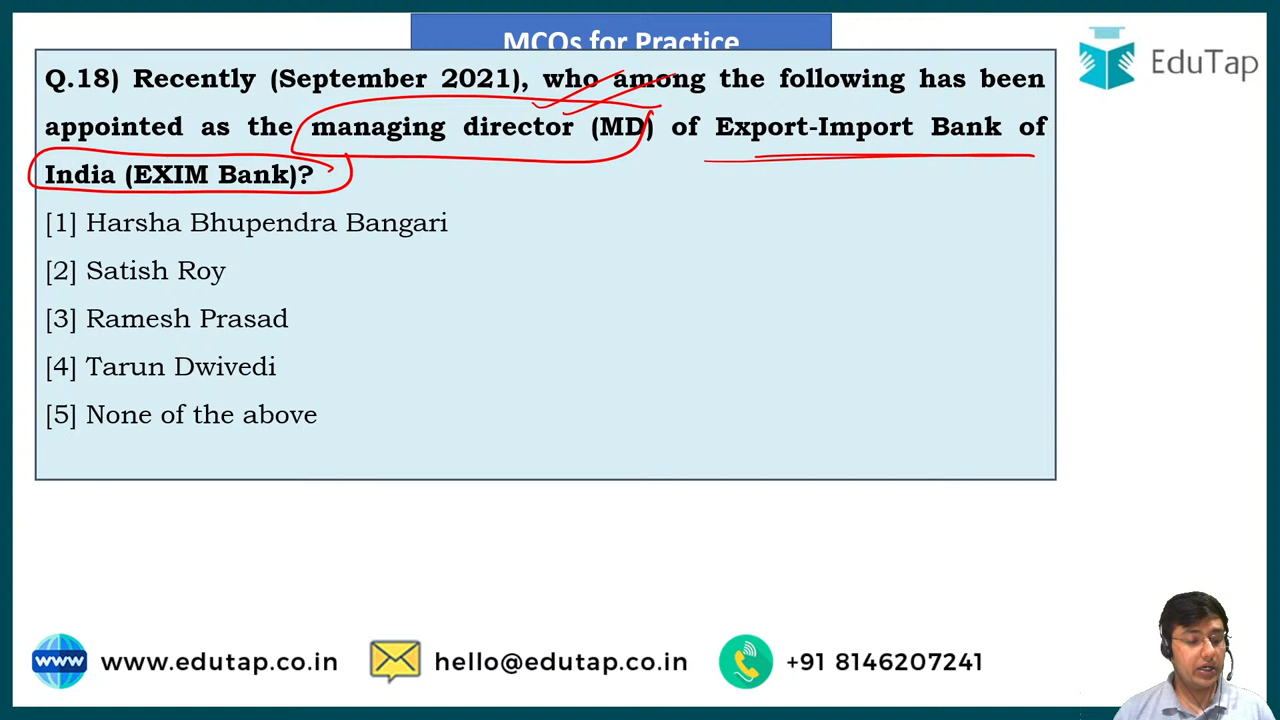 MCQs for Practice
EduTap
Q.18) Recently (September 2021), who among the following has been
appointed as the managing director (MD) of Export-Import Bank of
India (EXIM Bank)?
[1] Harsha Bhupendra Bangari
[2] Satish Roy
[3] Ramesh Prasad
[4] Tarun Dwivedi
[5] None of the above
www www.edutap.co.in hello@edutap.co.in +91 8146207241